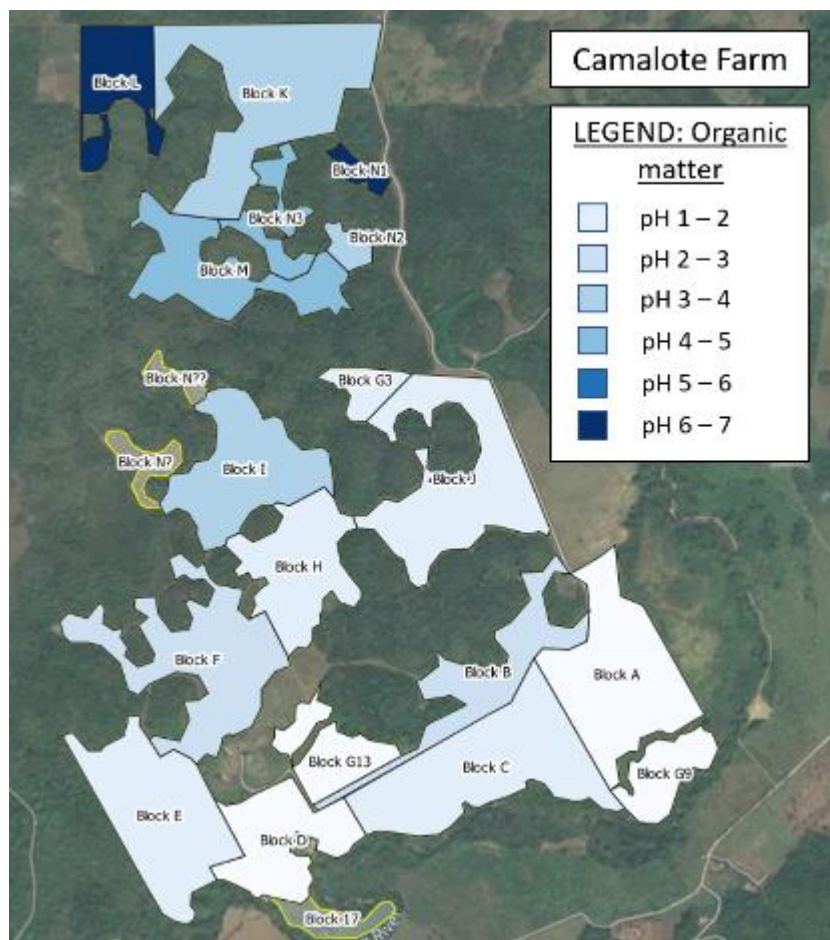 Camalote Farm
LEGEND: Organic
matter
pH 1 – 2
pH 2 – 3
pH 3 – 4
pH 4 – 5
pH 5 – 6
pH 6 – 7
Block L
Block K
Block N1
Block N3
Block N2
Block M
Block N??
Block G3
Block N?
Block I
Block J
Block H
Block F
Block B
Block A
Block G13
Block C
Block G9
Block E
Block D
Block 1?
River